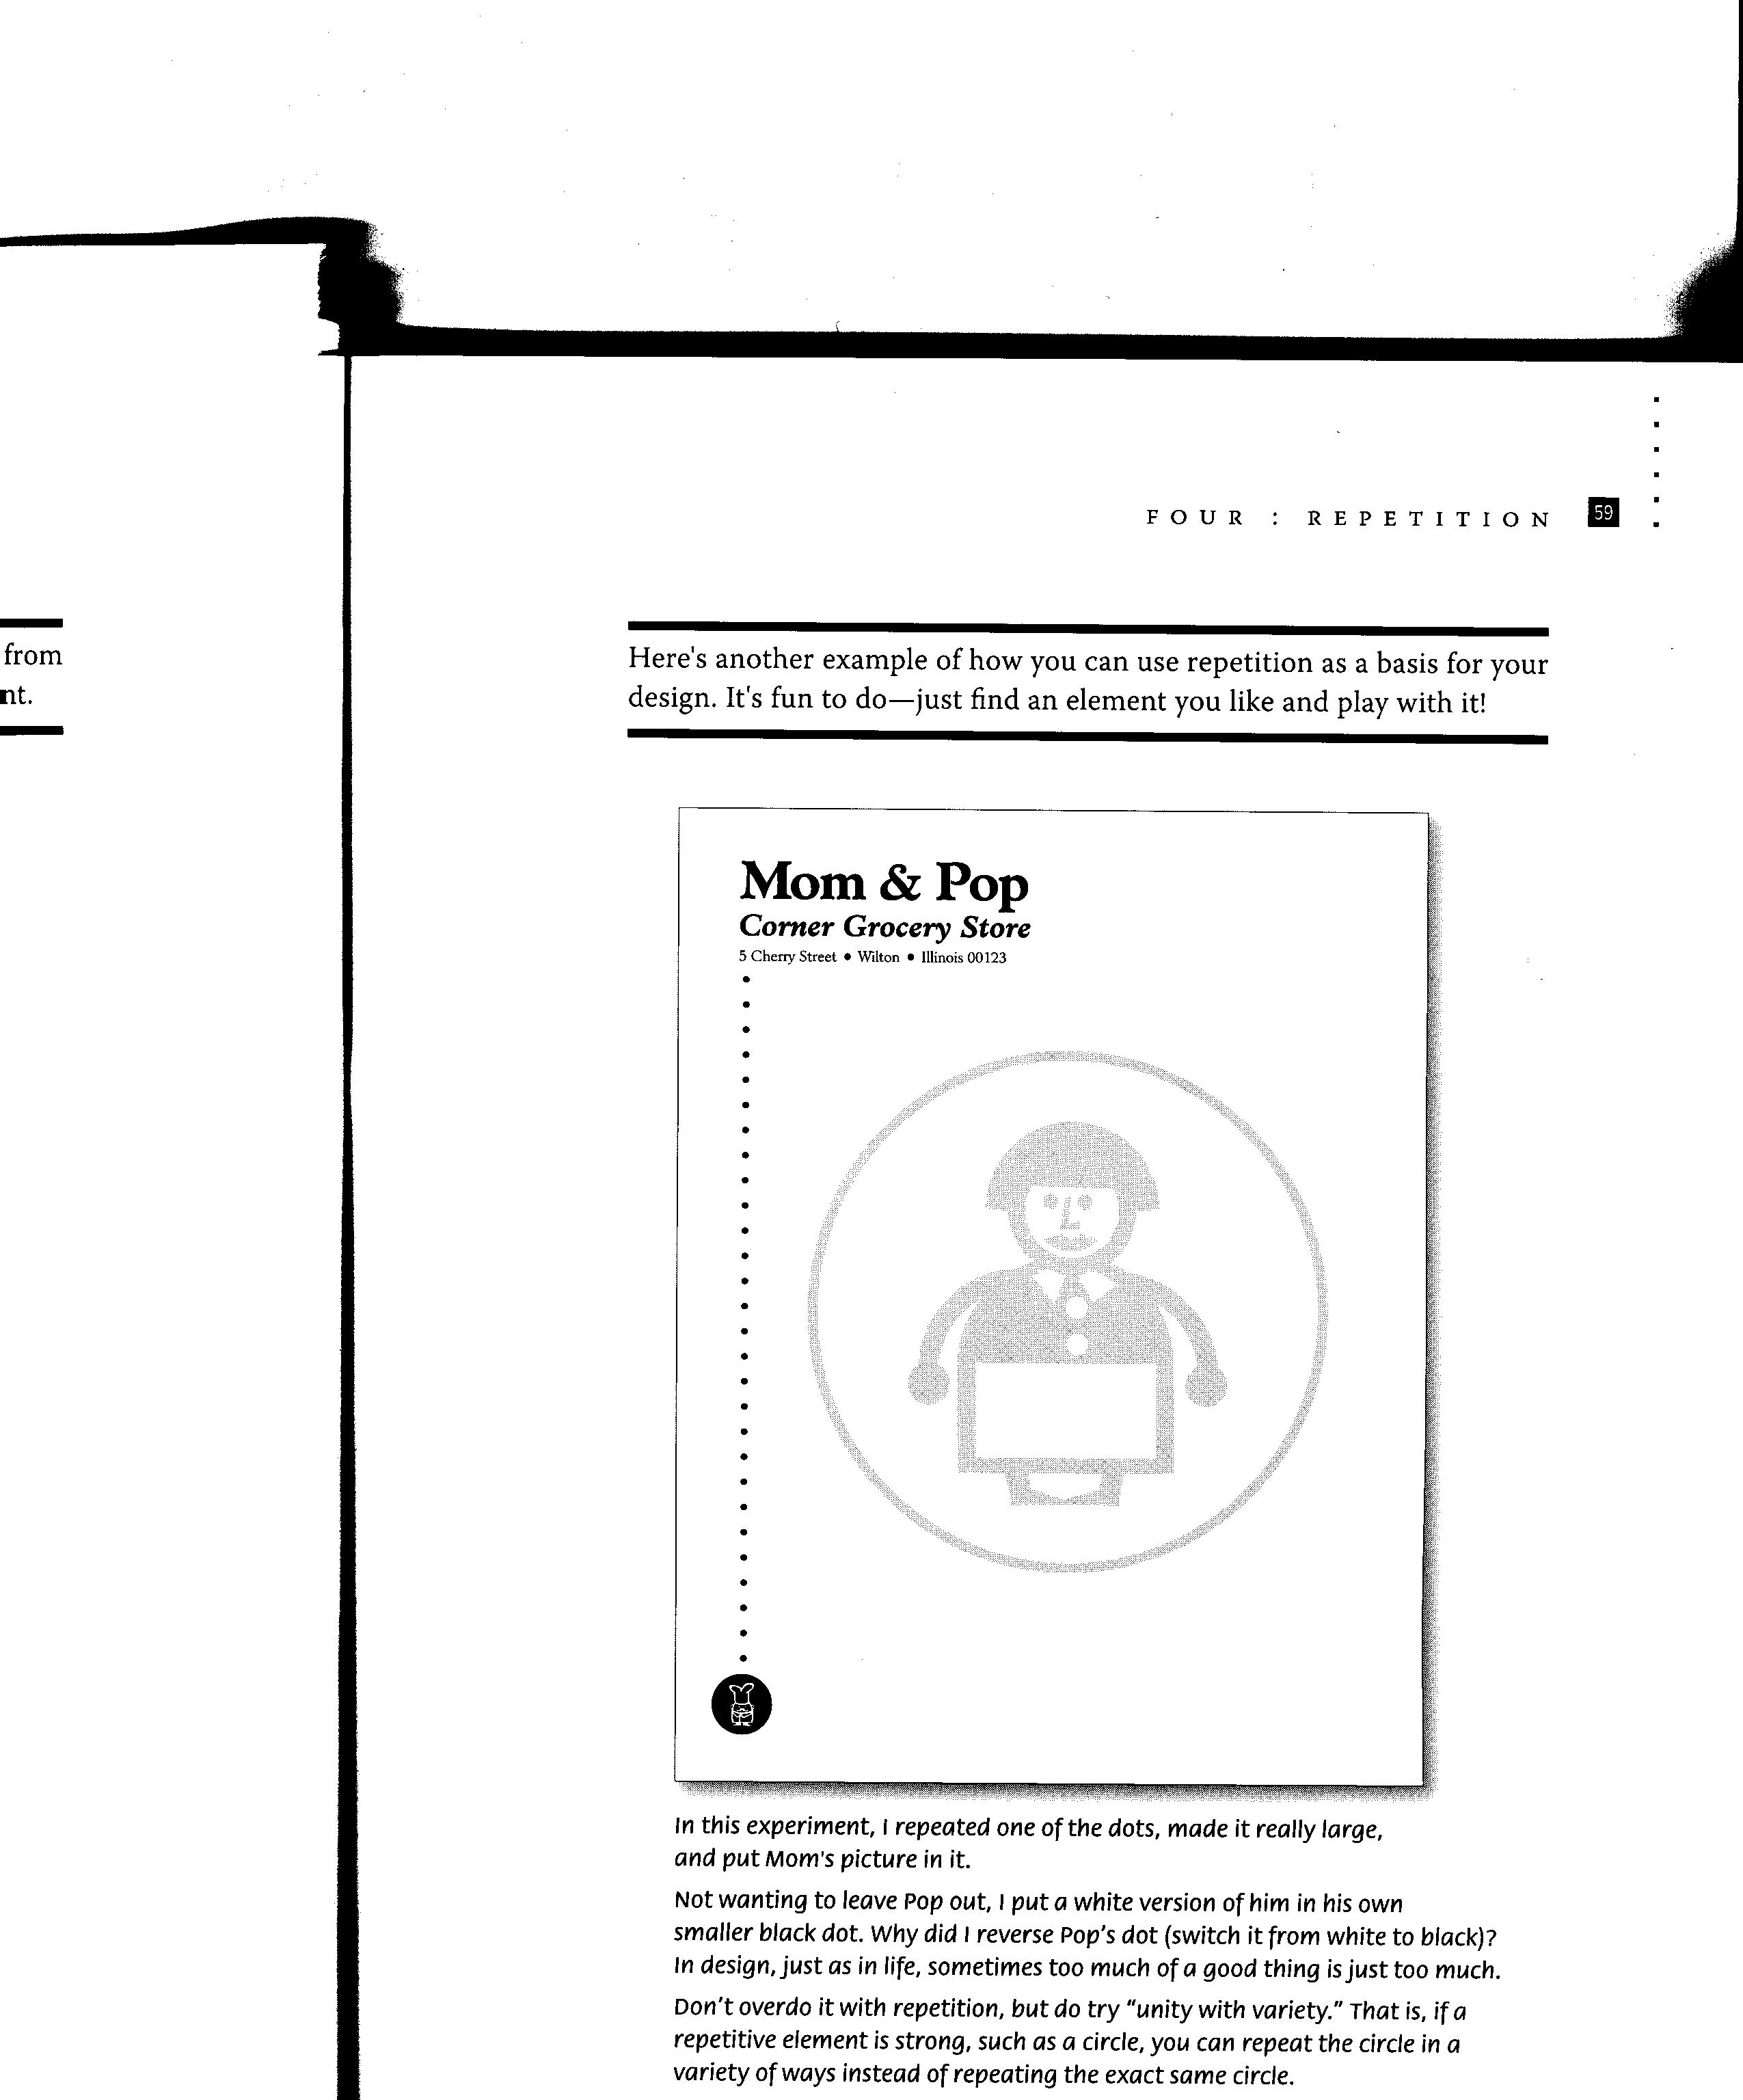 FOUR : REPETITION 59
from
nt.
Here's another example of how you can use repetition as a basis for your
design. It's fun to do—just find an element you like and play with it!
Mom & Pop
Corner Grocery Store
5 Cherry Street • Wilton • Illinois 00123
In this experiment, I repeated one of the dots, made it really large,
and put Mom's picture in it.
Not wanting to leave Pop out, I put a white version of him in his own
smaller black dot. Why did I reverse Pop's dot (switch it from white to black)?
In design, just as in life, sometimes too much of a good thing is just too much.
Don't overdo it with repetition, but do try "unity with variety." That is, if a
repetitive element is strong, such as a circle, you can repeat the circle in a
variety of ways instead of repeating the exact same circle.